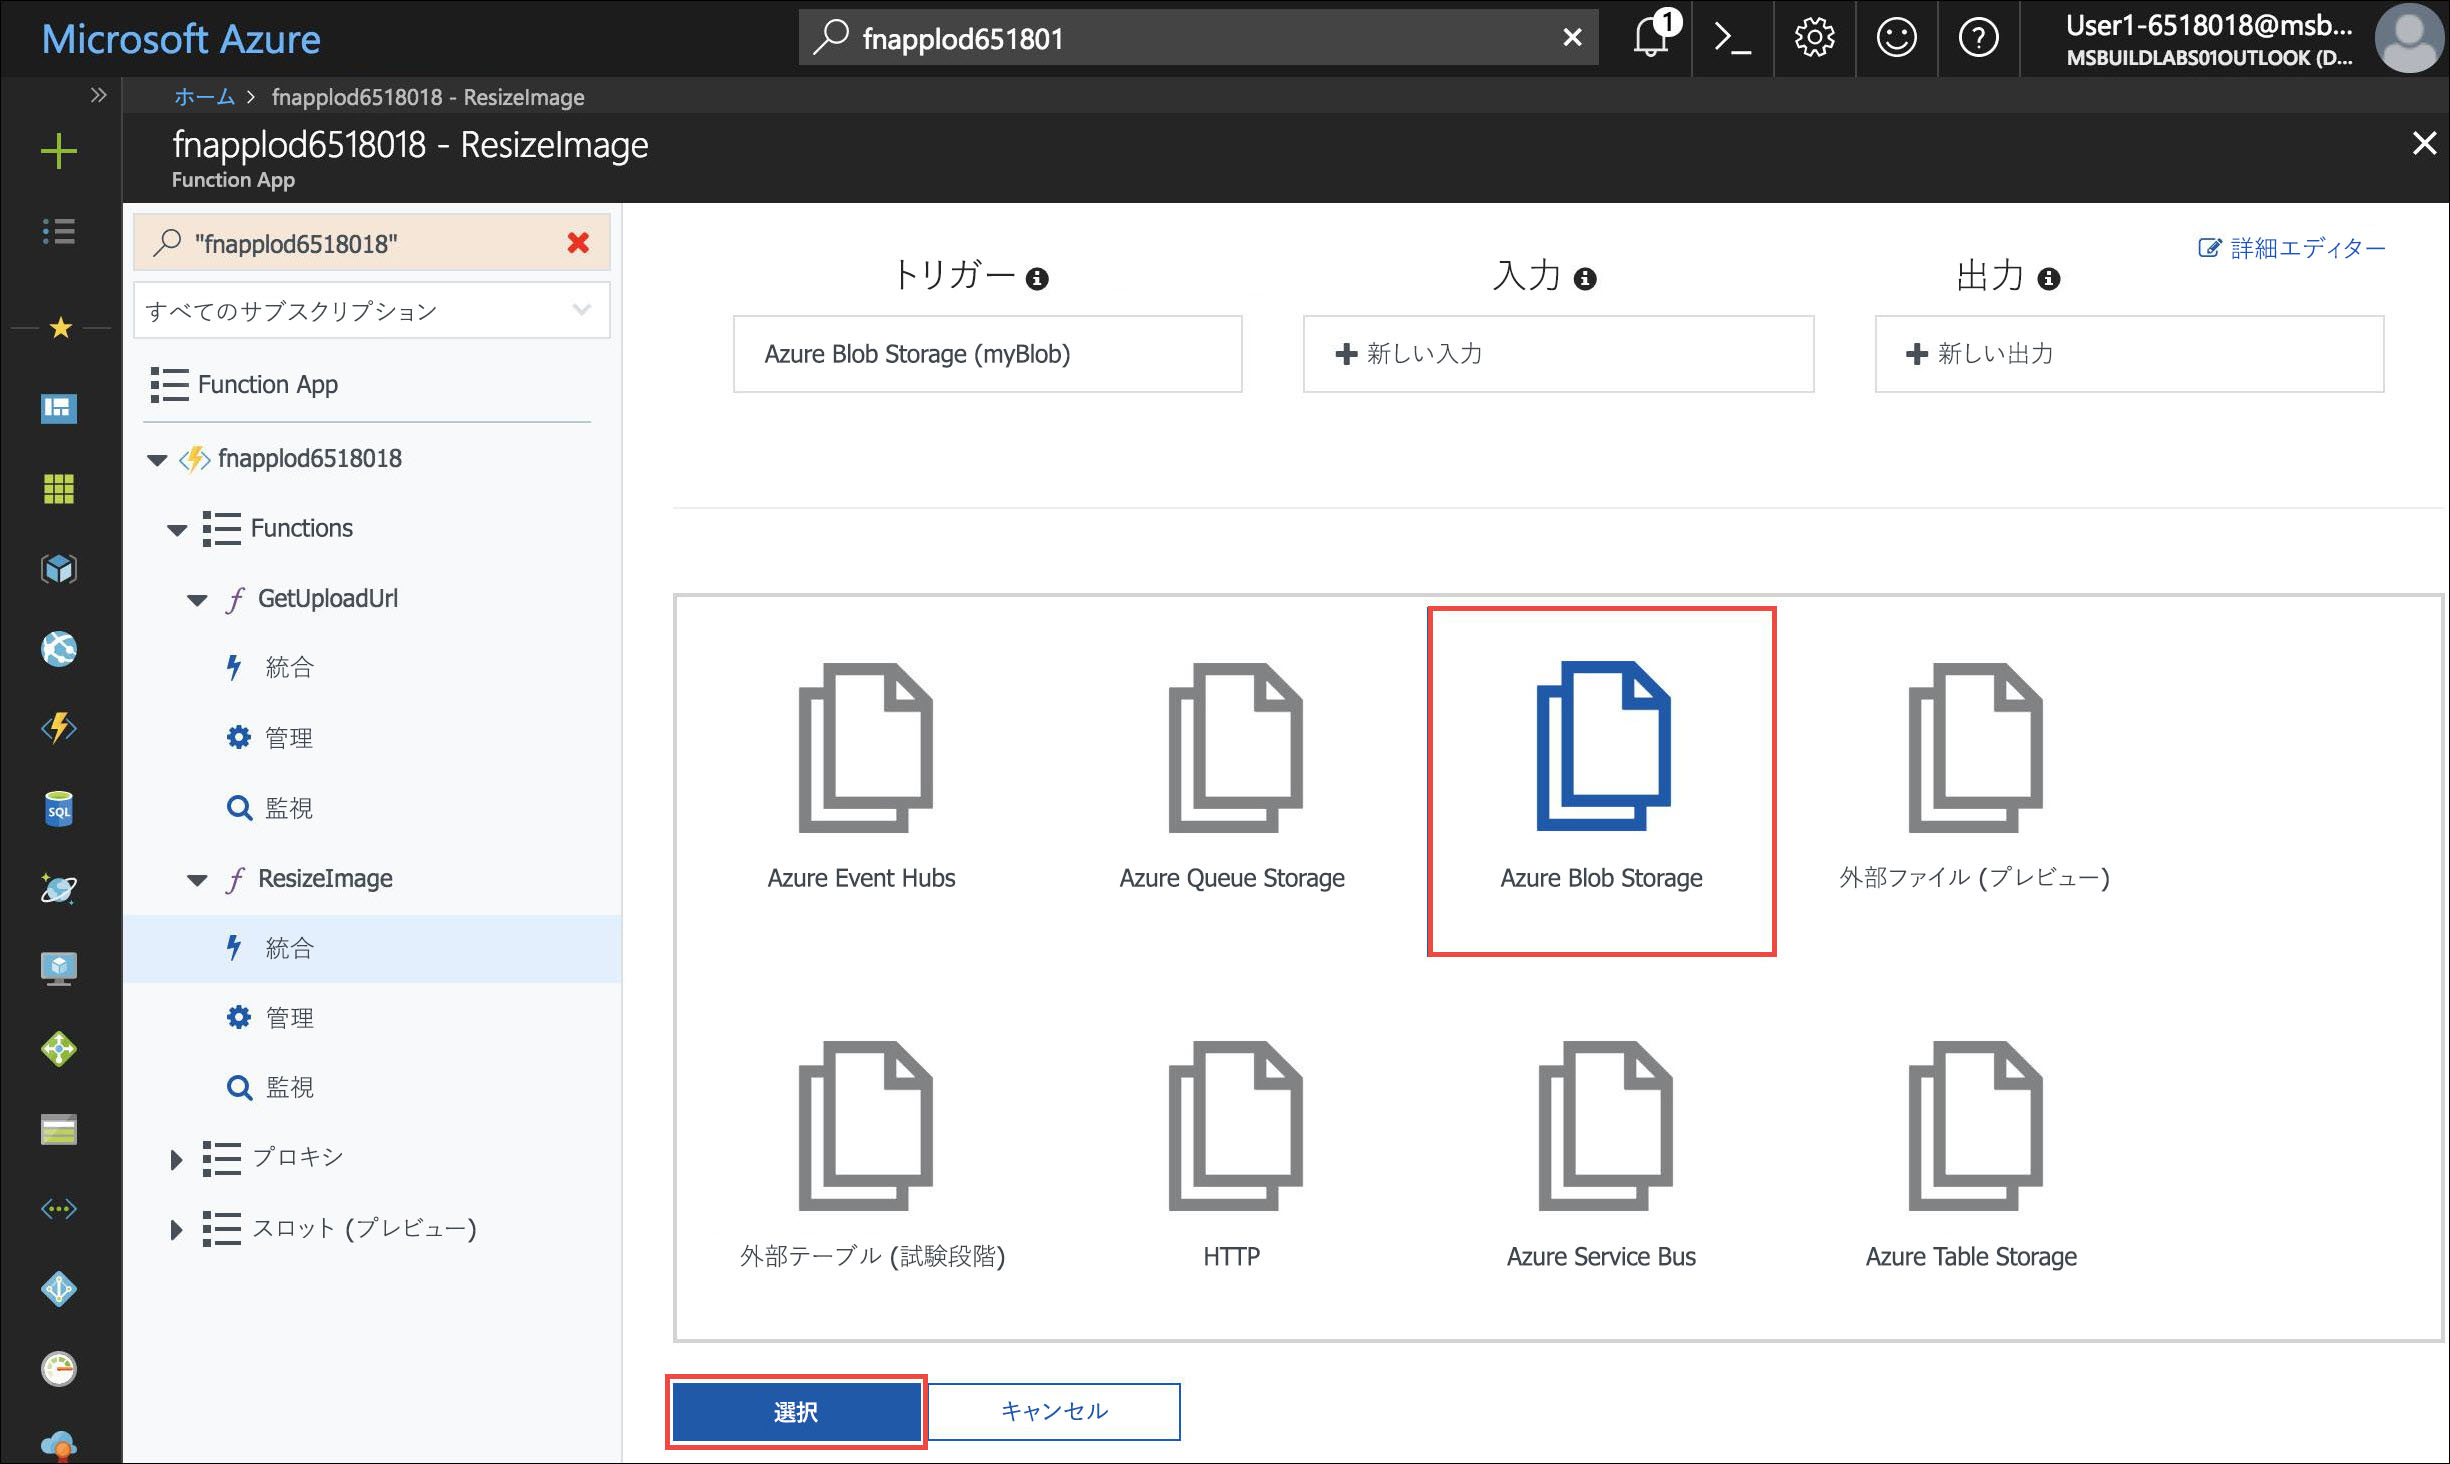 Microsoft Azure
fnapplod651801
1
User1-6518018@msb...
MSBUILDLABS01OUTLOOK (D...
ホーム > fnapplod6518018 - ResizeImage
fnapplod6518018 - ResizeImage
Function App
"fnapplod6518018"
すべてのサブスクリプション
Function App
fnapplod6518018
Functions
GetUploadUrl
統合
管理
監視
ResizeImage
統合
管理
監視
プロキシ
スロット (プレビュー)
SQL
詳細エディター
トリガー
入力
出力
Azure Blob Storage (myBlob)
新しい入力
新しい出力
Azure Event Hubs
Azure Queue Storage
Azure Blob Storage
外部ファイル (プレビュー)
外部テーブル (試験段階)
HTTP
Azure Service Bus
Azure Table Storage
選択
キャンセル